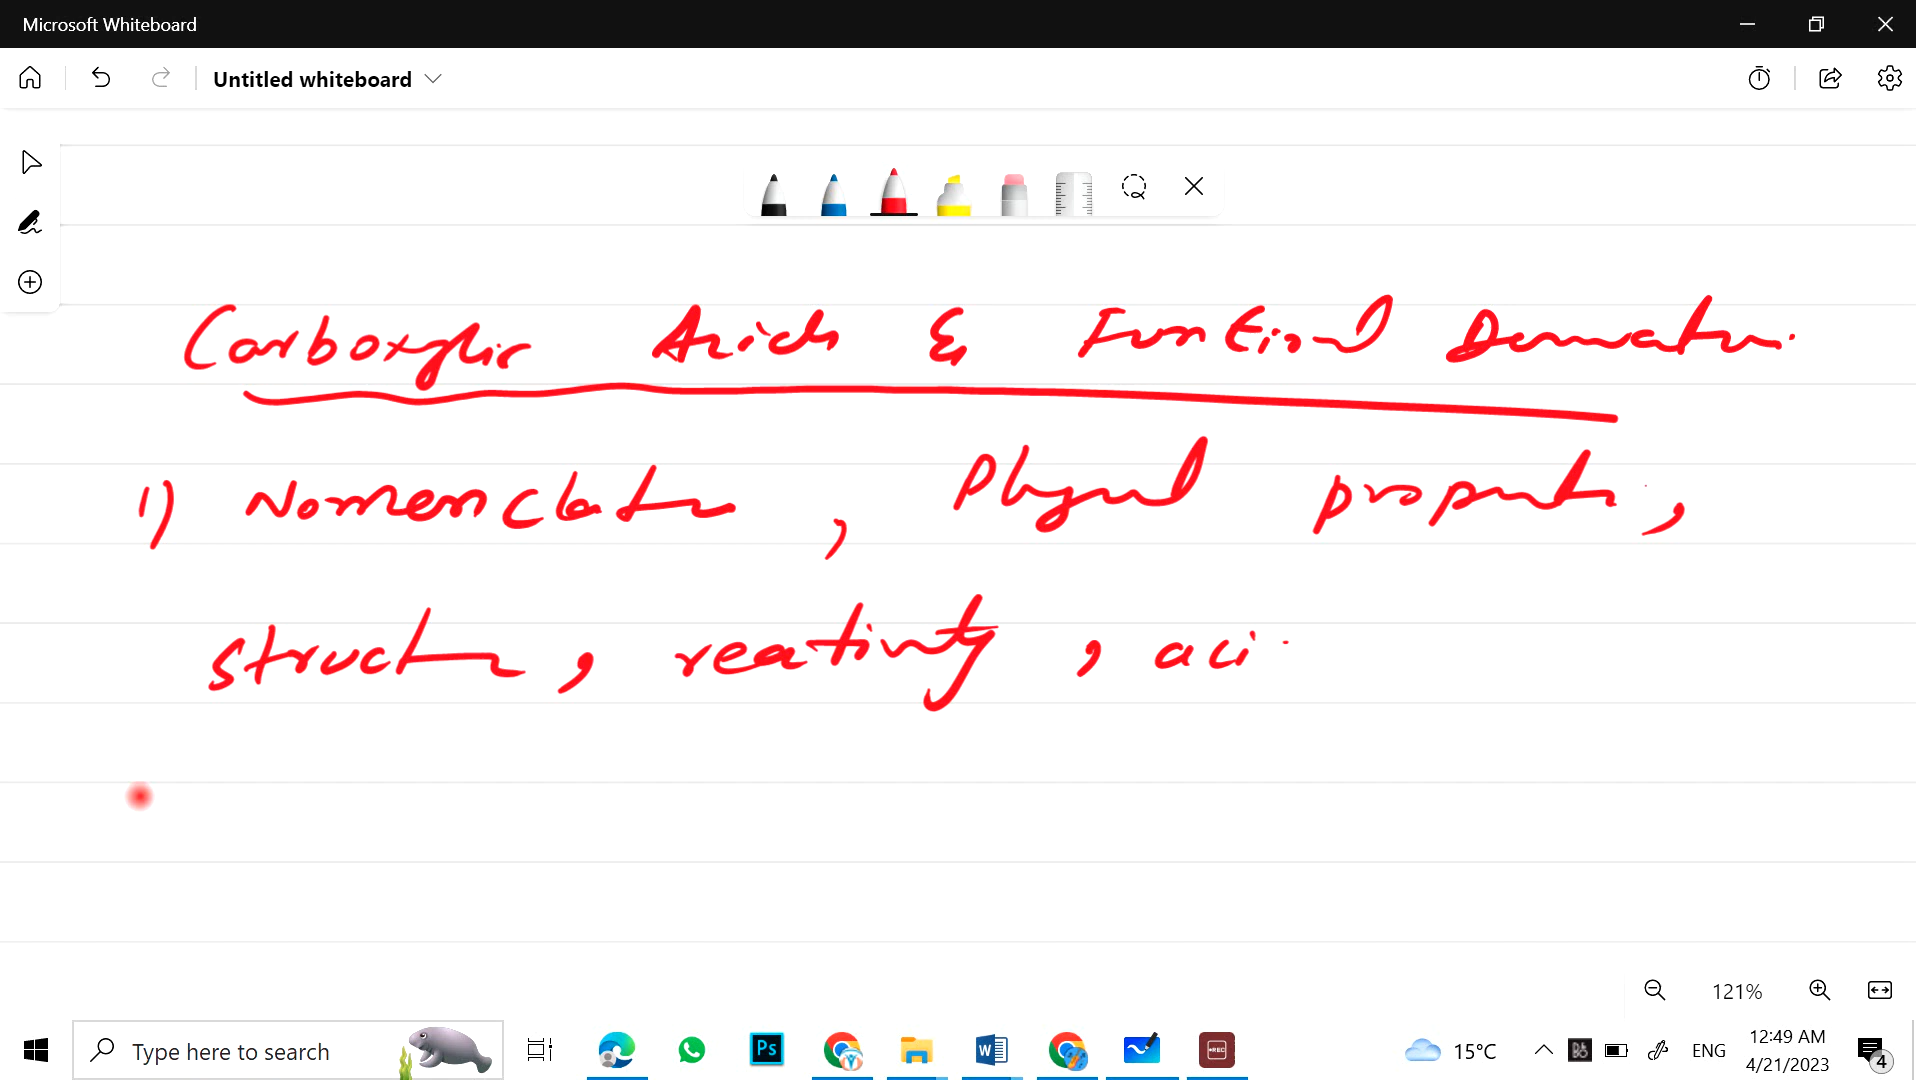 Microsoft Whiteboard
Untitled whiteboard
Carboxylic Acids & Functional Derivatives.
1) Nomenclature, Physical properties,
structure, reactivity, aci
121%
Type here to search
15°C
ENG
12:49 AM
4/21/2023
4